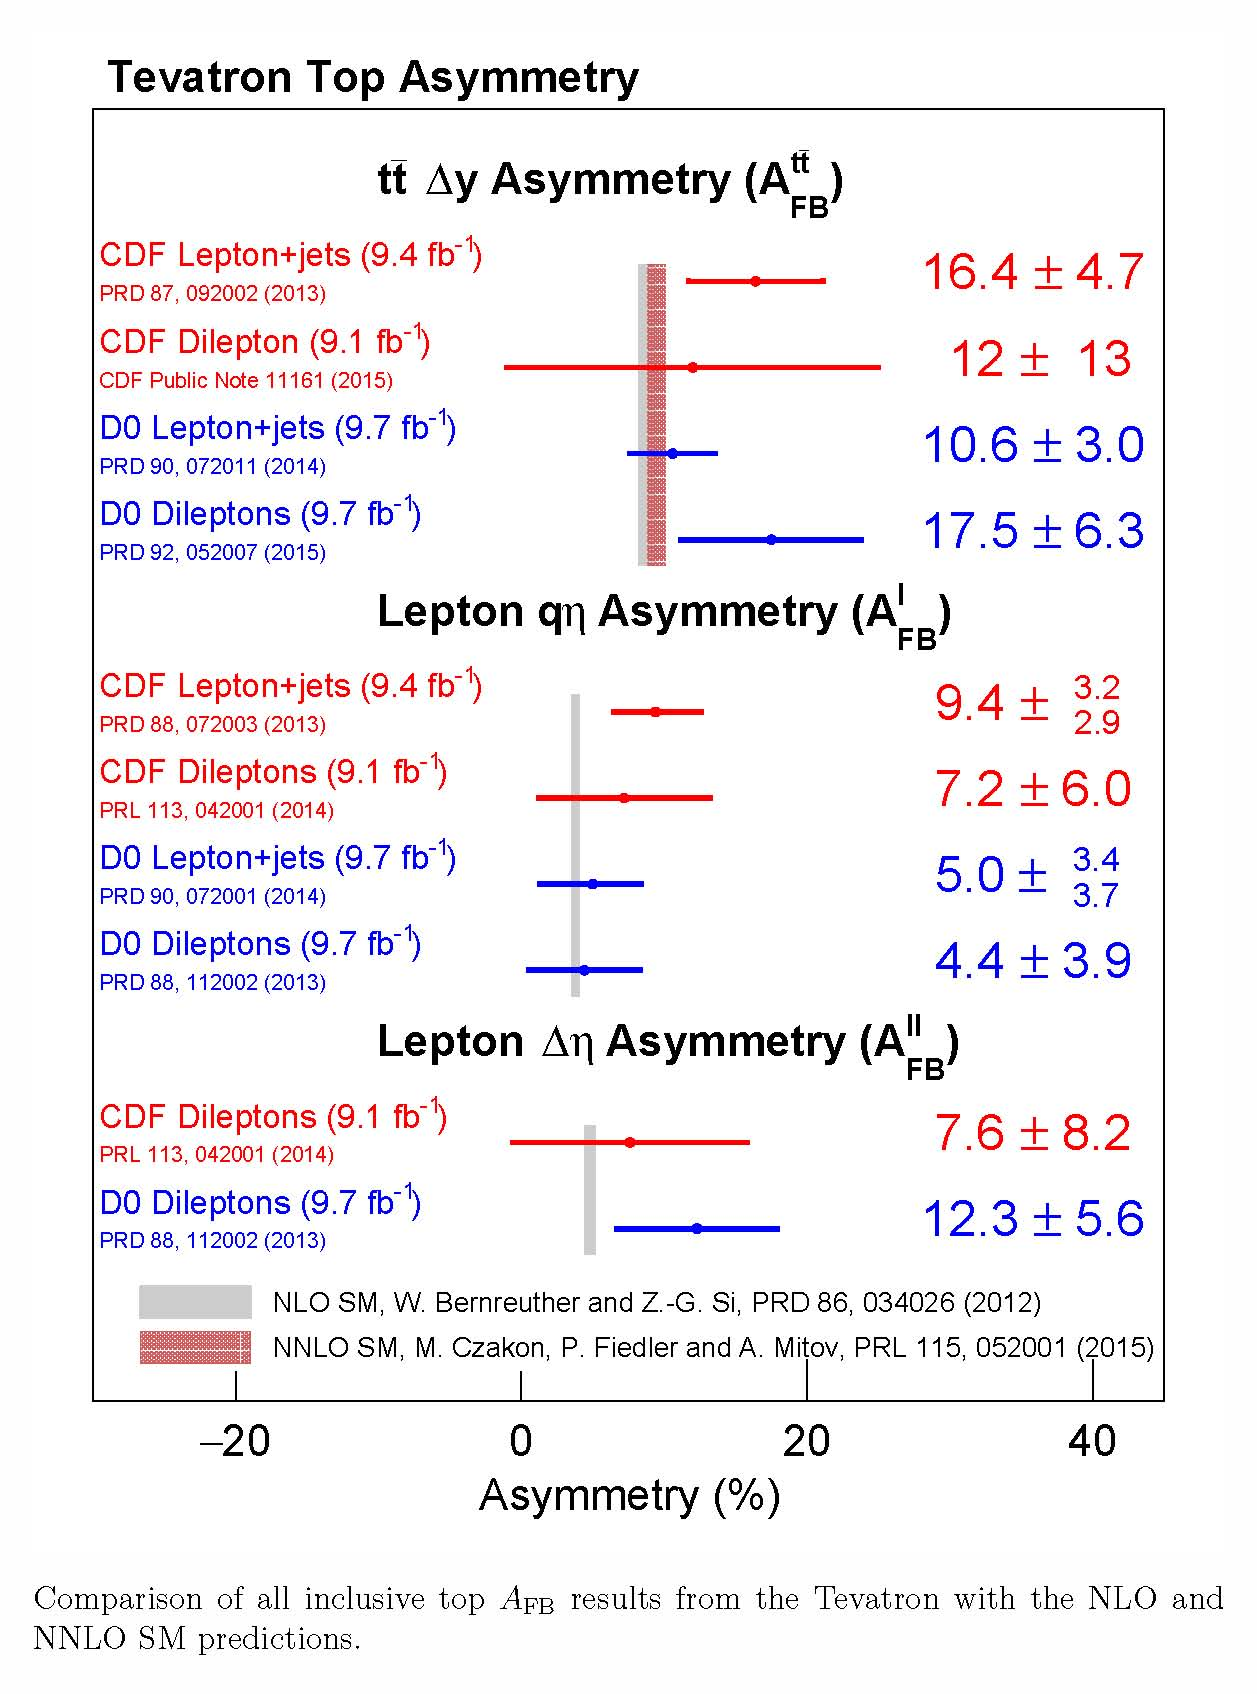 Tevatron Top Asymmetry
tt̄ Δy Asymmetry (A^{tt̄}_{FB})
CDF Lepton+jets (9.4 fb⁻¹)
PRD 87, 092002 (2013)
16.4 ± 4.7
CDF Dilepton (9.1 fb⁻¹)
CDF Public Note 11161 (2015)
12 ± 13
D0 Lepton+jets (9.7 fb⁻¹)
PRD 90, 072011 (2014)
10.6 ± 3.0
D0 Dileptons (9.7 fb⁻¹)
PRD 92, 052007 (2015)
17.5 ± 6.3
Lepton qη Asymmetry (A^{l}_{FB})
CDF Lepton+jets (9.4 fb⁻¹)
PRD 88, 072003 (2013)
9.4 ± 3.2 2.9
CDF Dileptons (9.1 fb⁻¹)
PRL 113, 042001 (2014)
7.2 ± 6.0
D0 Lepton+jets (9.7 fb⁻¹)
PRD 90, 072001 (2014)
5.0 ± 3.4 3.7
D0 Dileptons (9.7 fb⁻¹)
PRD 88, 112002 (2013)
4.4 ± 3.9
Lepton Δη Asymmetry (A^{ll}_{FB})
CDF Dileptons (9.1 fb⁻¹)
PRL 113, 042001 (2014)
7.6 ± 8.2
D0 Dileptons (9.7 fb⁻¹)
PRD 88, 112002 (2013)
12.3 ± 5.6
NLO SM, W. Bernreuther and Z.-G. Si, PRD 86, 034026 (2012)
NNLO SM, M. Czakon, P. Fiedler and A. Mitov, PRL 115, 052001 (2015)
−20 0 20 40
Asymmetry (%)
Comparison of all inclusive top A_{FB} results from the Tevatron with the NLO and
NNLO SM predictions.